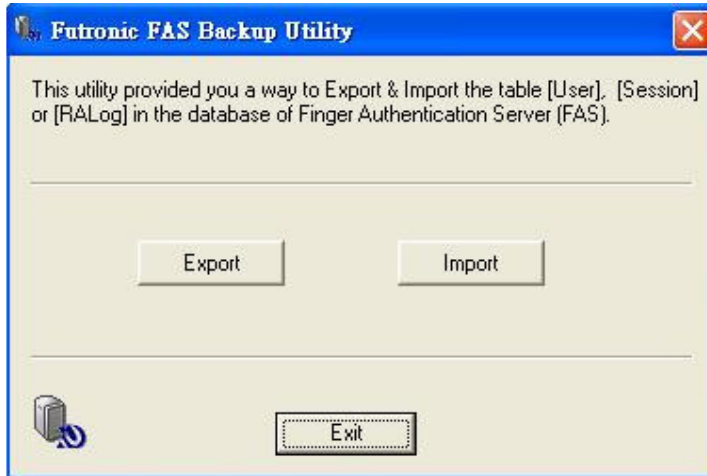 Futronic FAS Backup Utility
This utility provided you a way to Export & Import the table [User], [Session]
or [RALog] in the database of Finger Authentication Server (FAS).
Export
Import
Exit